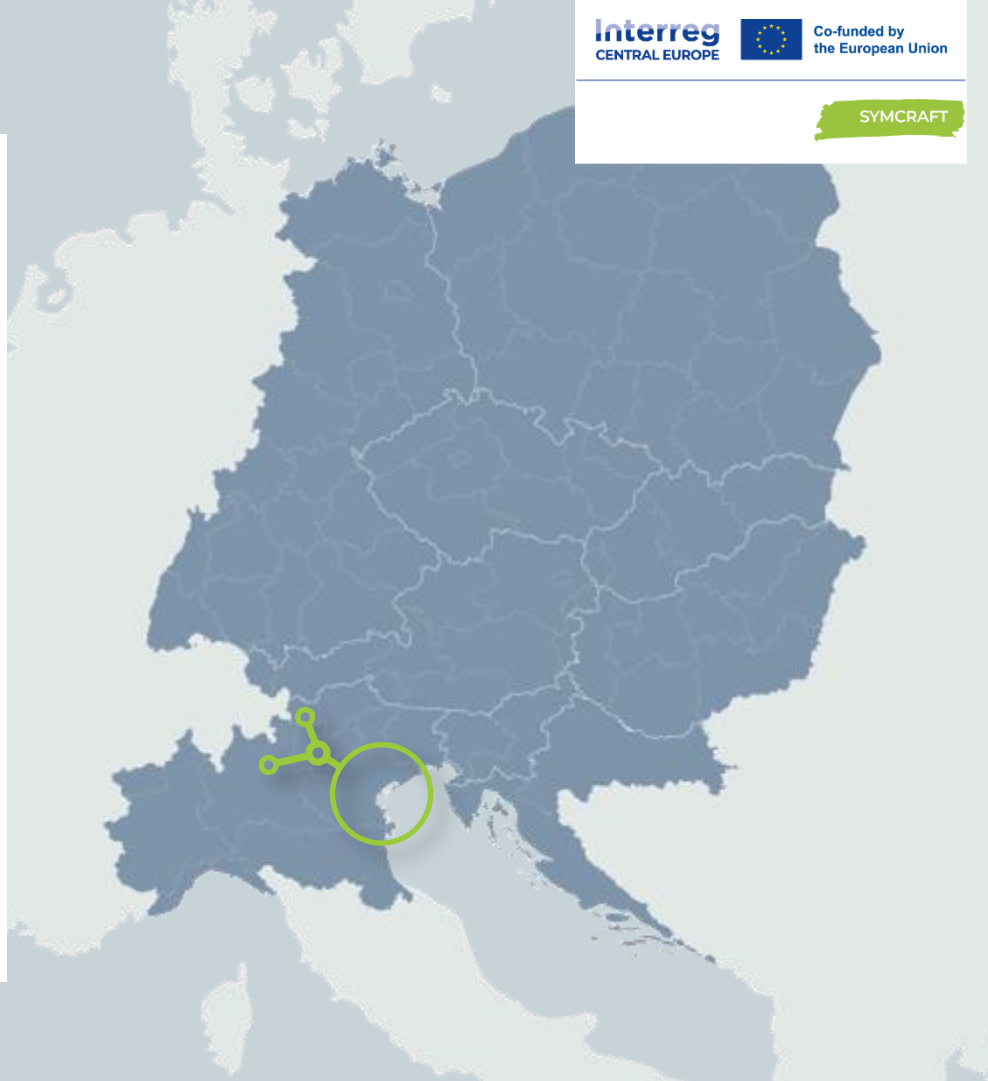 Interreg
CENTRAL EUROPE
Co-funded by
the European Union
SYMCRAFT